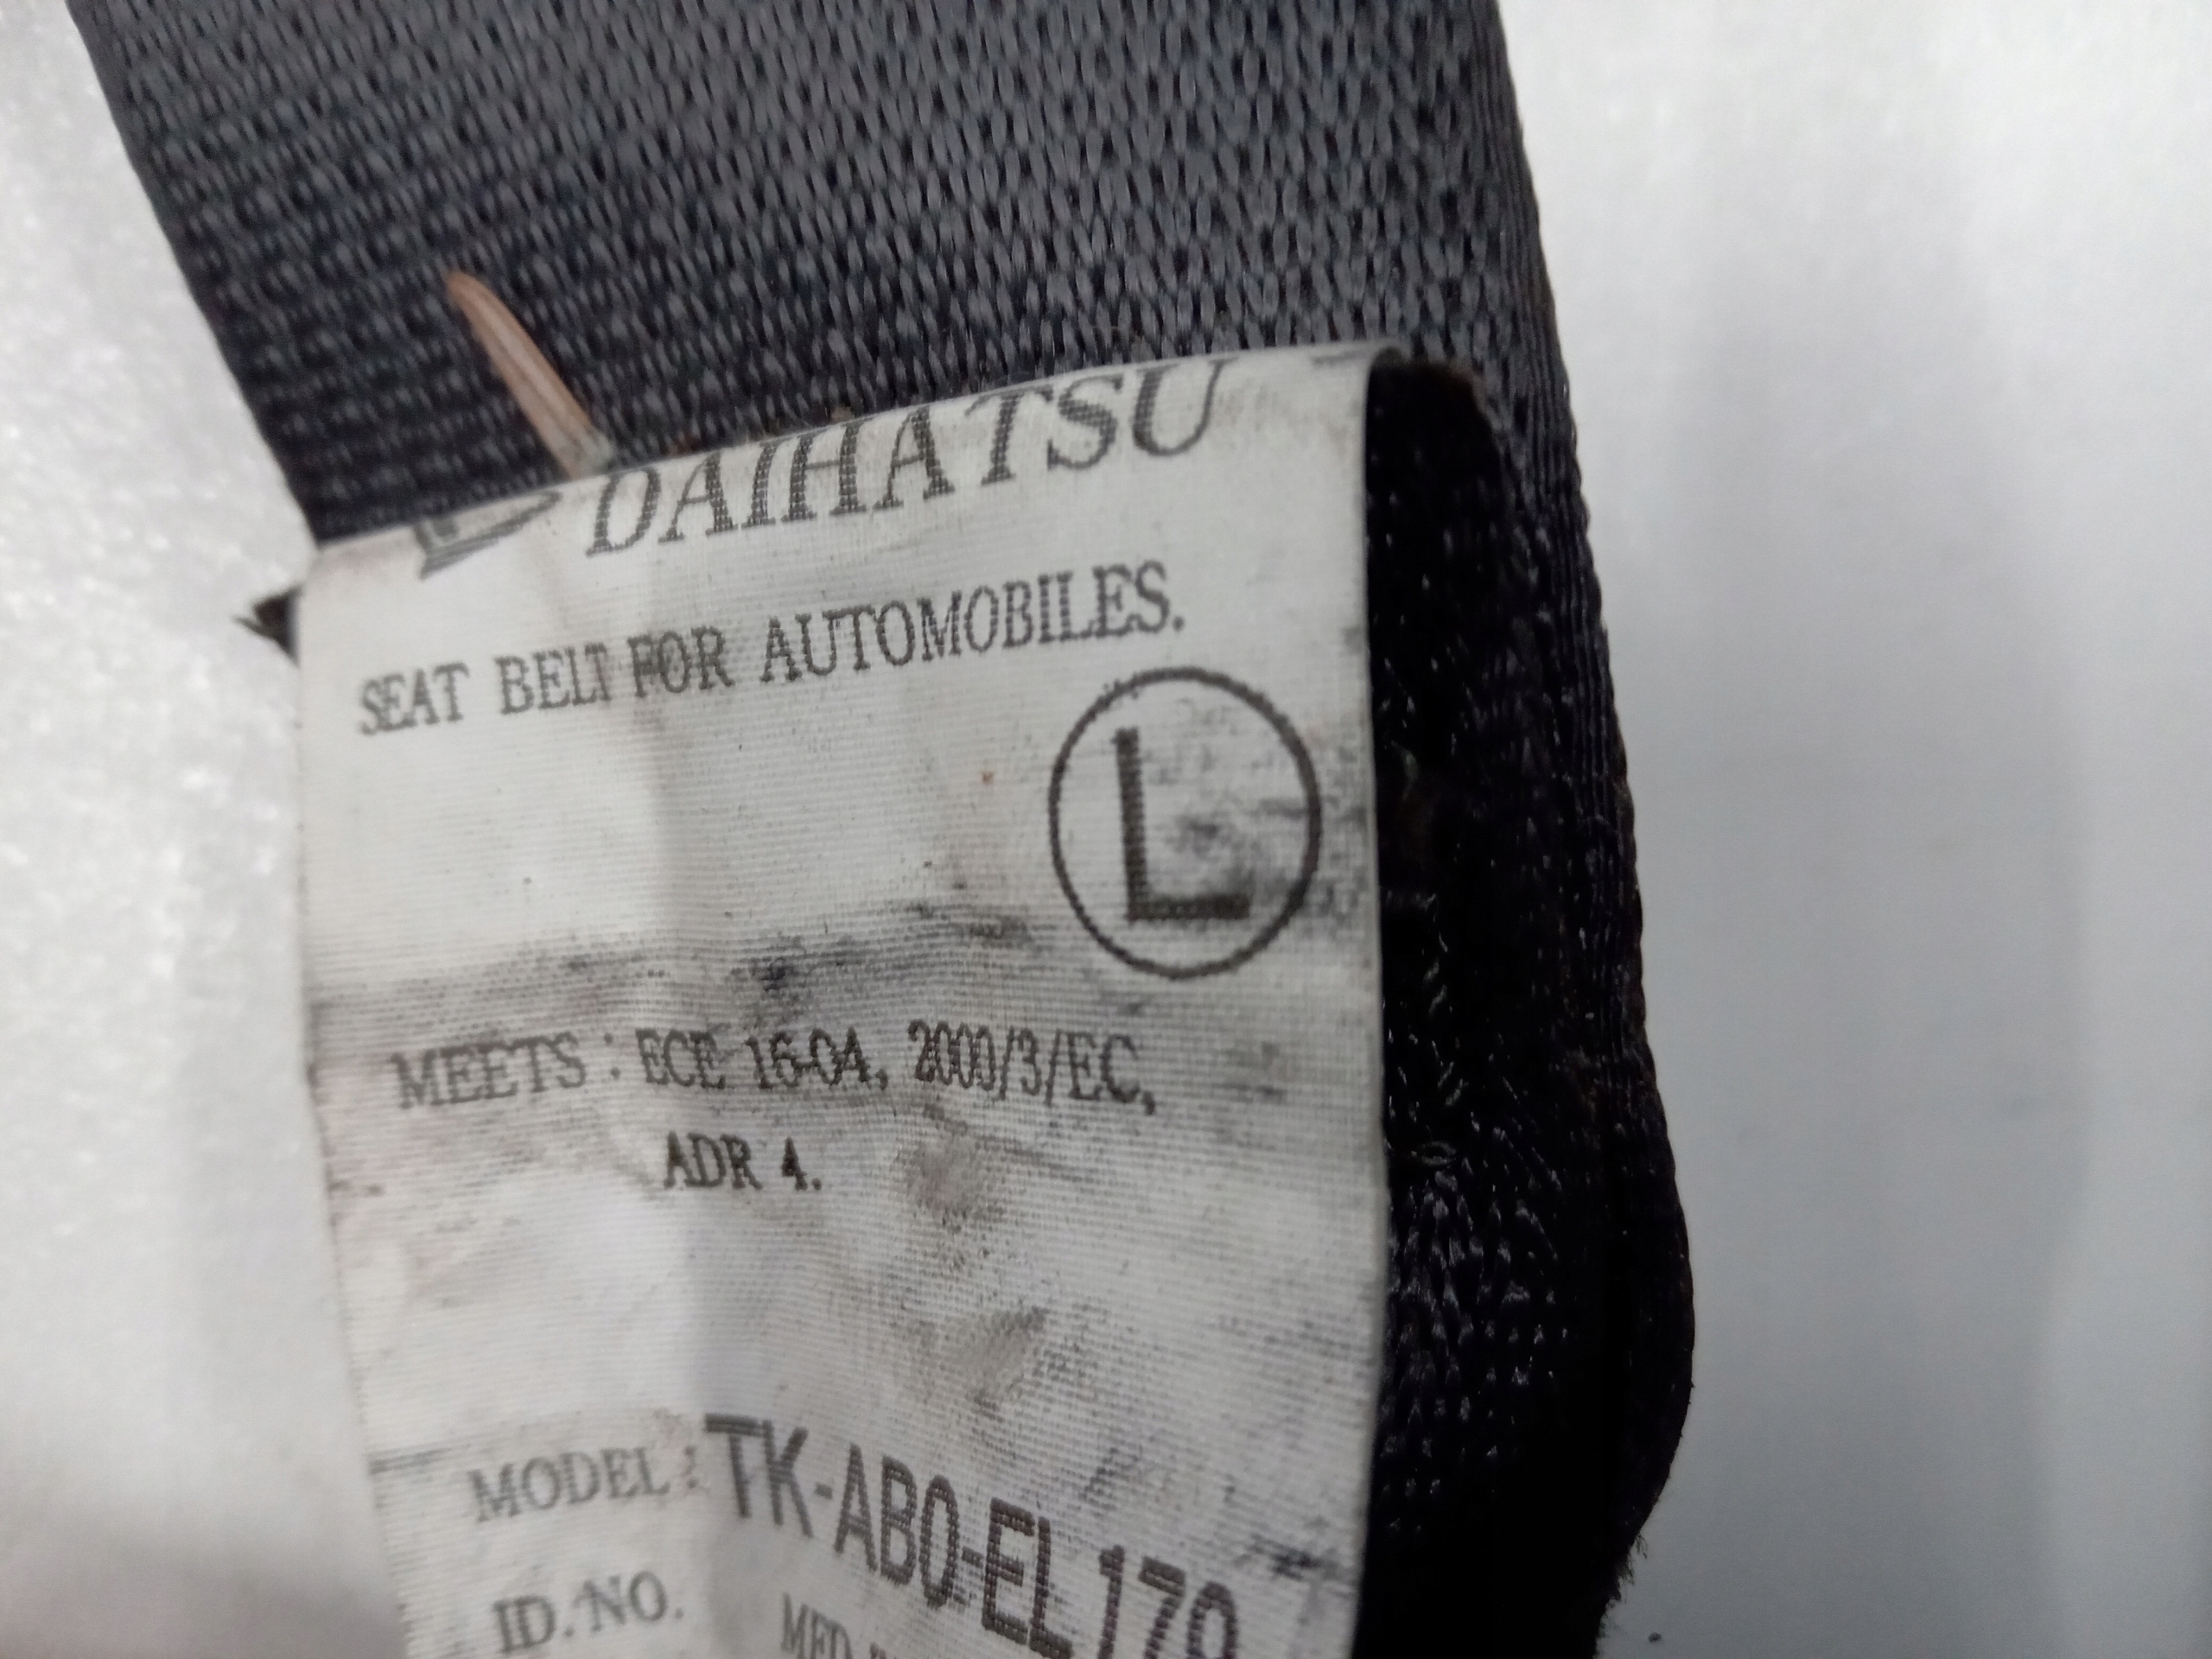 DAIHATSU
SEAT BELT FOR AUTOMOBILES.
L
MEETS : ECE 16-04, 2000/3/EC,
ADR 4.
MODEL : TK-AB0-EL179
ID. NO.